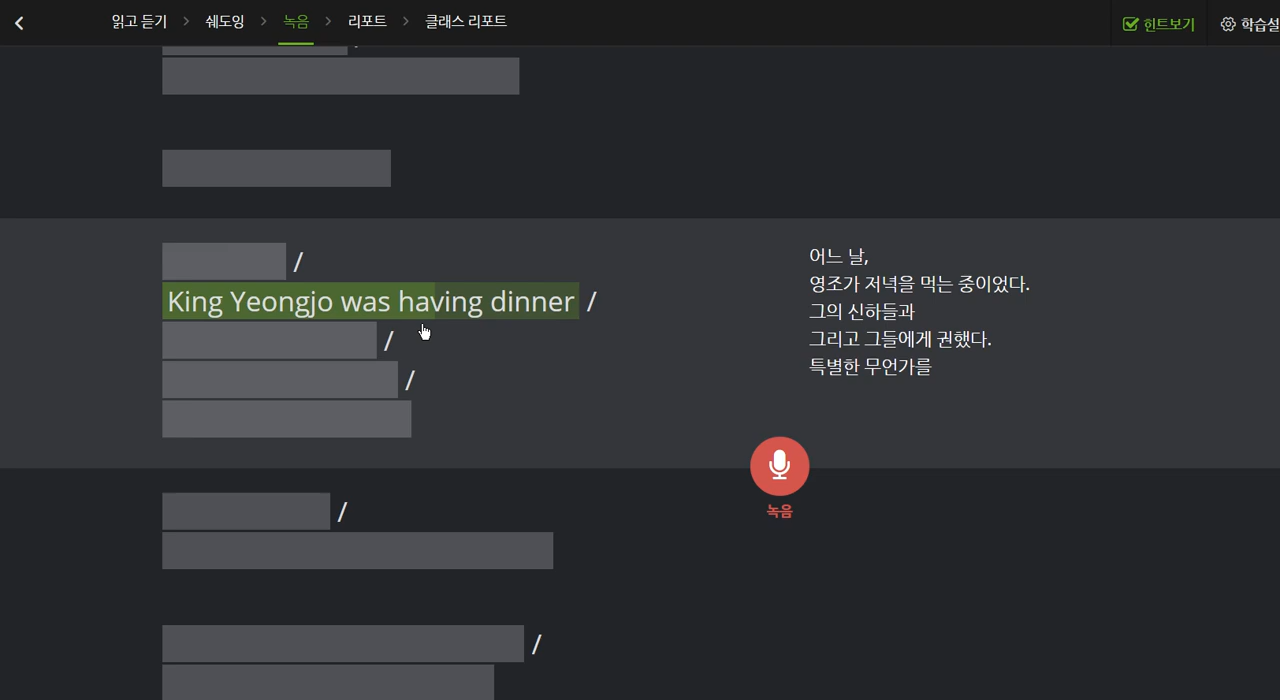 읽고 듣기 > 쉐도잉 > 녹음 > 리포트 > 클래스 리포트
힌트보기
학습설
/
King Yeongjo was having dinner /
/
/
어느 날,
영조가 저녁을 먹는 중이었다.
그의 신하들과
그리고 그들에게 권했다.
특별한 무언가를
녹음
/
/